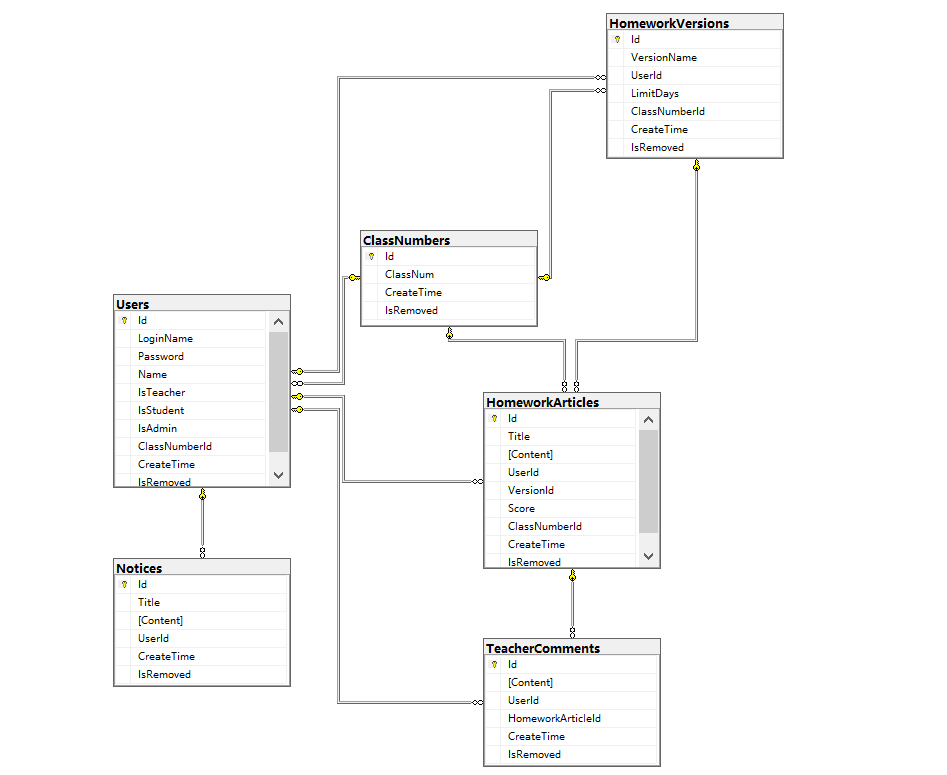 HomeworkVersions
Id
VersionName
UserId
LimitDays
ClassNumberId
CreateTime
IsRemoved
ClassNumbers
Id
ClassNum
CreateTime
IsRemoved
Users
Id
LoginName
Password
Name
IsTeacher
IsStudent
IsAdmin
ClassNumberId
CreateTime
IsRemoved
HomeworkArticles
Id
Title
[Content]
UserId
VersionId
Score
ClassNumberId
CreateTime
IsRemoved
Notices
Id
Title
[Content]
UserId
CreateTime
IsRemoved
TeacherComments
Id
[Content]
UserId
HomeworkArticleId
CreateTime
IsRemoved